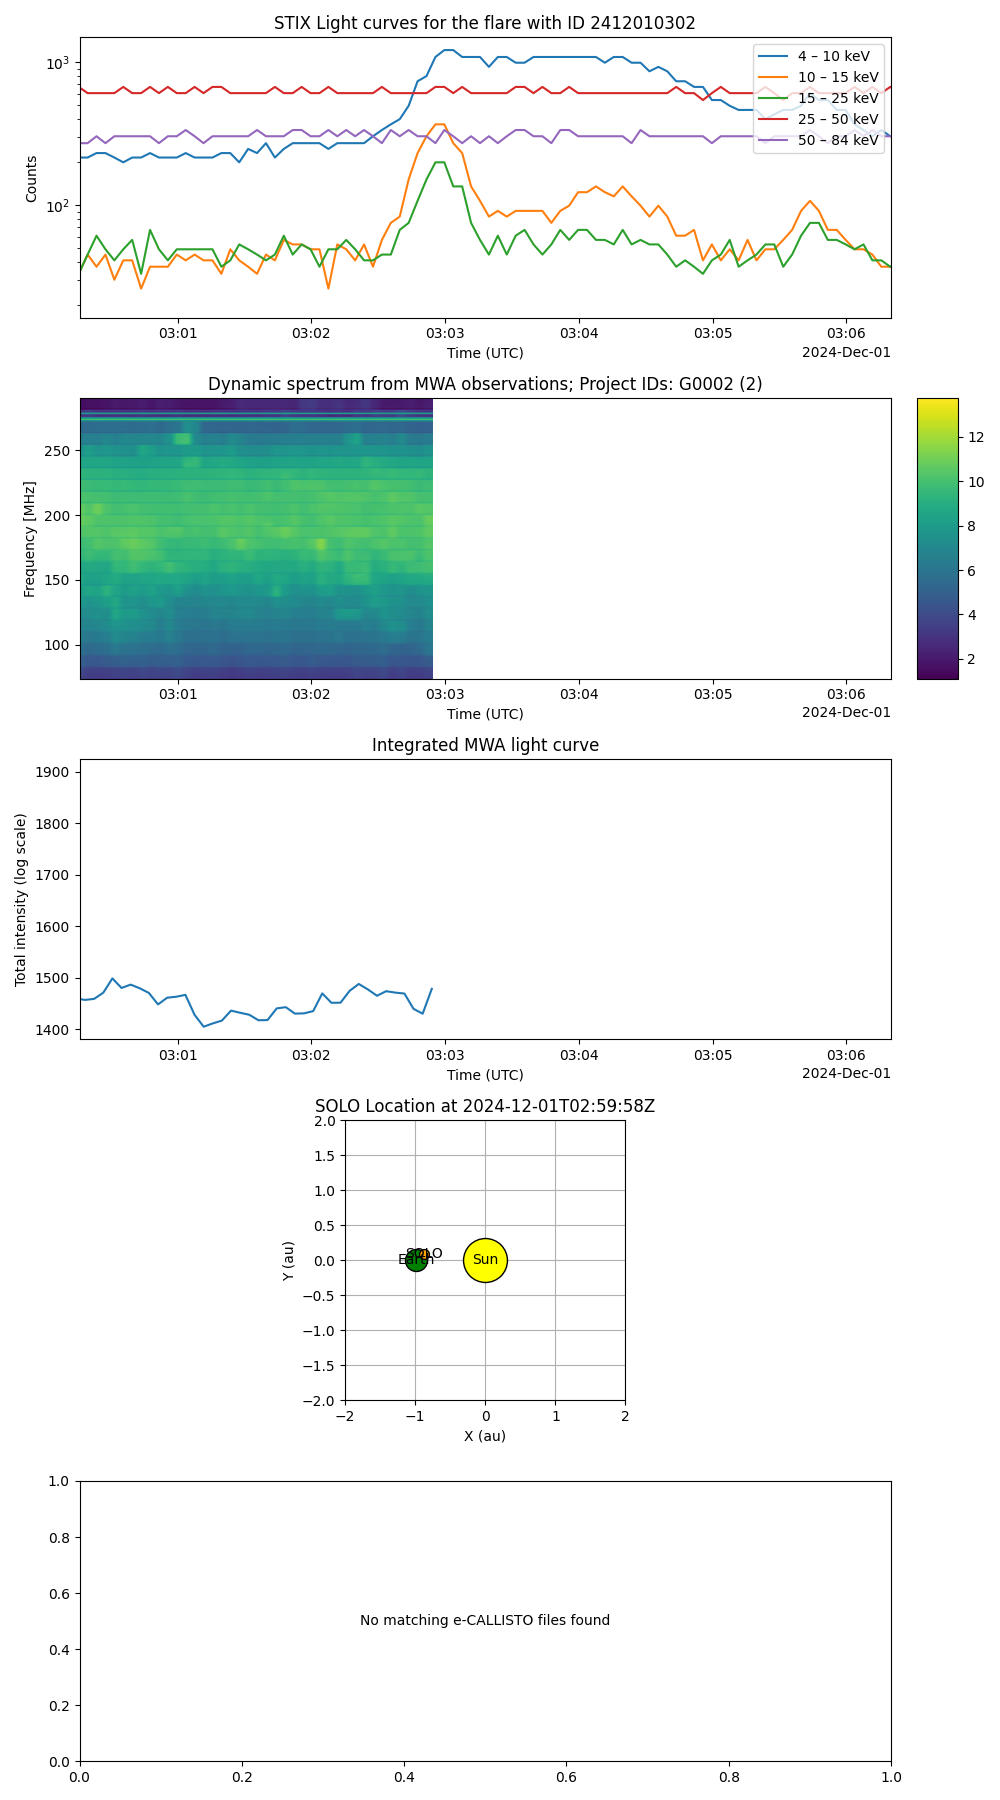 STIX Light curves for the flare with ID 2412010302
10³
10²
Counts
4 – 10 keV
10 – 15 keV
15 – 25 keV
25 – 50 keV
50 – 84 keV
03:01 03:02 03:03 03:04 03:05 03:06
Time (UTC)
2024-Dec-01
Dynamic spectrum from MWA observations; Project IDs: G0002 (2)
250
200
150
100
Frequency [MHz]
12
10
8
6
4
2
03:01 03:02 03:03 03:04 03:05 03:06
Time (UTC)
2024-Dec-01
Integrated MWA light curve
1900
1800
1700
1600
1500
1400
Total intensity (log scale)
03:01 03:02 03:03 03:04 03:05 03:06
Time (UTC)
2024-Dec-01
SOLO Location at 2024-12-01T02:59:58Z
2.0
1.5
1.0
0.5
0.0
−0.5
−1.0
−1.5
−2.0
Y (au)
SOLO
Earth
Sun
−2 −1 0 1 2
X (au)
1.0
0.8
0.6
0.4
0.2
0.0
No matching e-CALLISTO files found
0.0 0.2 0.4 0.6 0.8 1.0